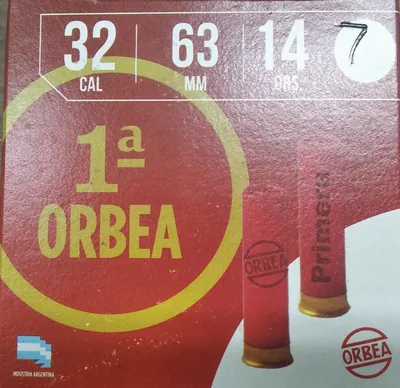 32 63 14 7
CAL MM GRS.
1ª
ORBEA
ORBEA
Primera
INDUSTRIA ARGENTINA
ORBEA